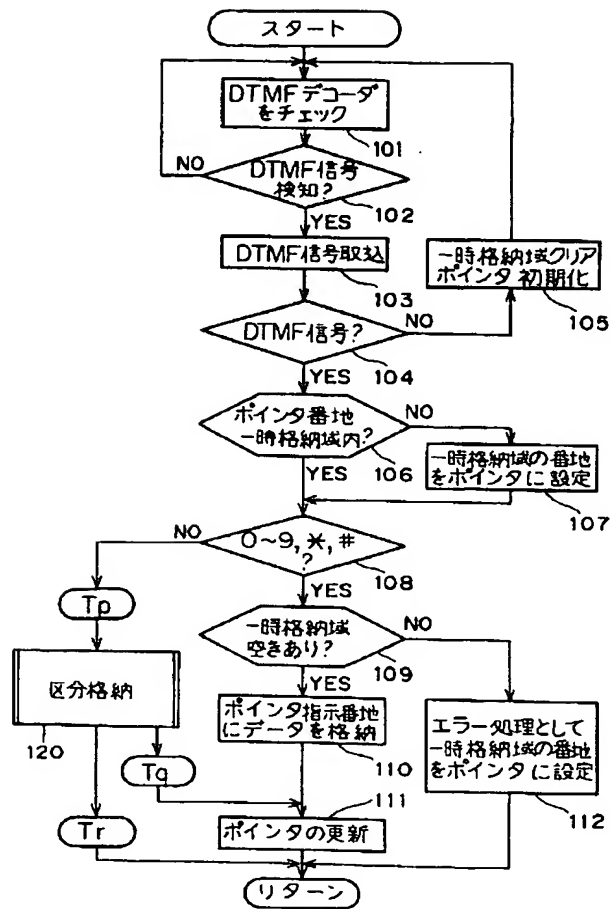 スタート
DTMFデコーダ
をチェック
101
NO
DTMF信号
検知?
102
YES
DTMF信号取込
103
一時格納域クリア
ポインタ 初期化
105
DTMF信号?
NO
104
YES
ポインタ番地
一時格納域内?
NO
106
YES
一時格納域の番地
をポインタに設定
107
NO
0~9,*,#
?
108
YES
Tp
一時格納域
空きあり?
NO
109
YES
区分格納
120
ポインタ指示番地
にデータを格納
110
エラー処理として
一時格納域の番地
をポインタに設定
112
Tq
111
ポインタの更新
Tr
リターン